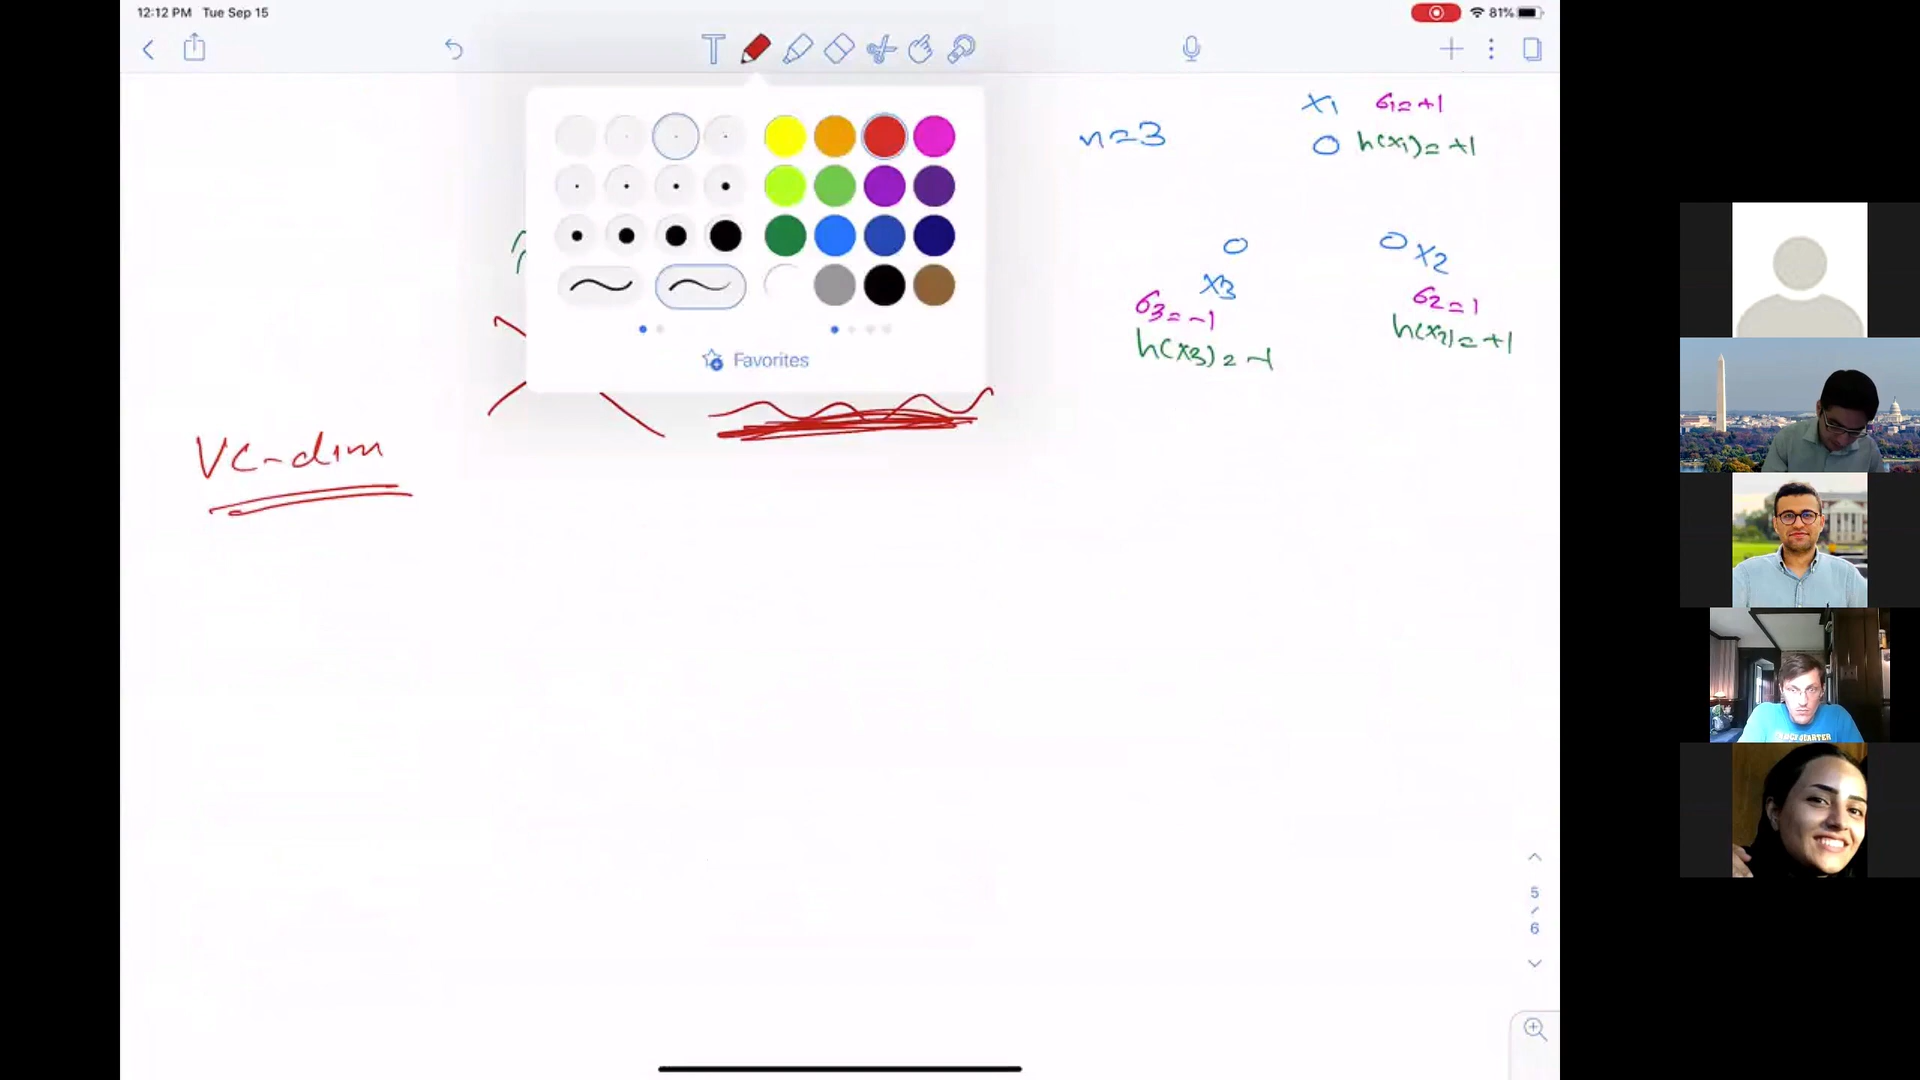 12:12 PM Tue Sep 15
81%
T
n=3
x1 σ1=+1
h(x1)=+1
x2
σ2=1
h(x2)=+1
x3
σ3=-1
h(x3)=-1
Favorites
VC-dim
5
/
6